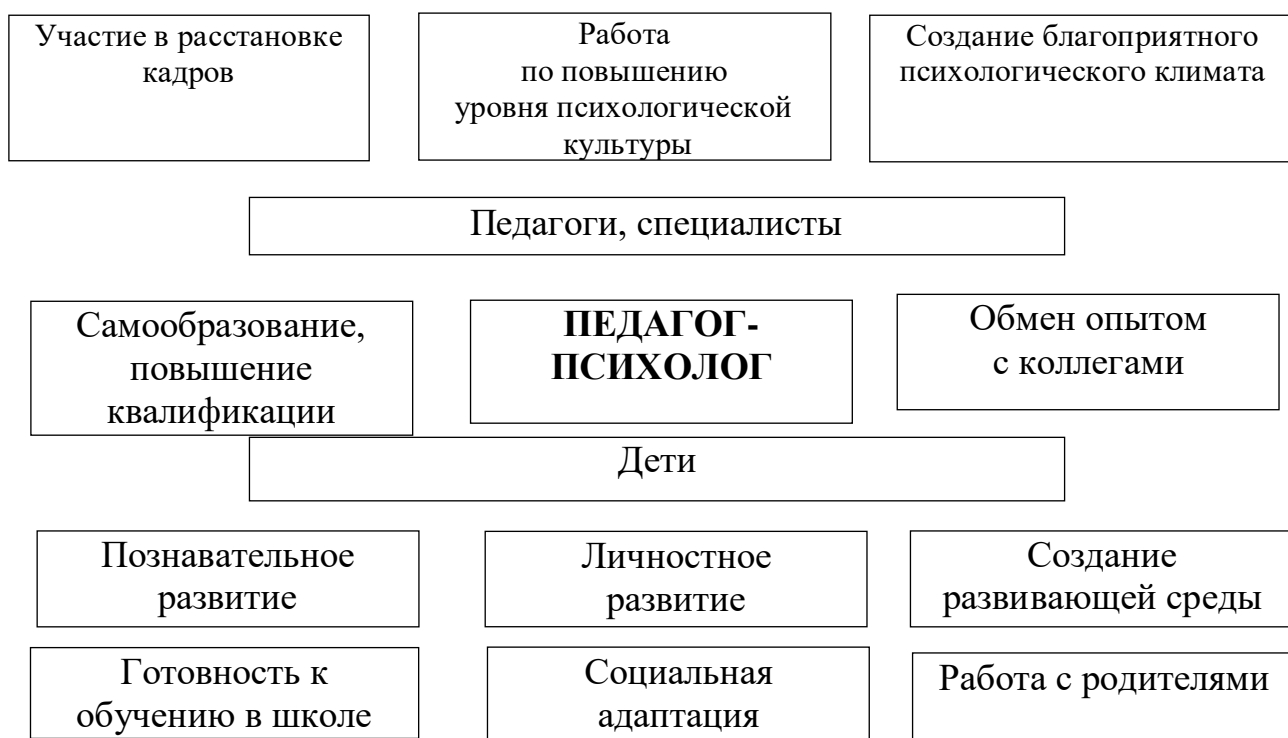 Участие в расстановке
кадров
Работа
по повышению
уровня психологической
культуры
Создание благоприятного
психологического климата
Педагоги, специалисты
Самообразование,
повышение
квалификации
ПЕДАГОГ-
ПСИХОЛОГ
Обмен опытом
с коллегами
Дети
Познавательное
развитие
Личностное
развитие
Создание
развивающей среды
Готовность к
обучению в школе
Социальная
адаптация
Работа с родителями